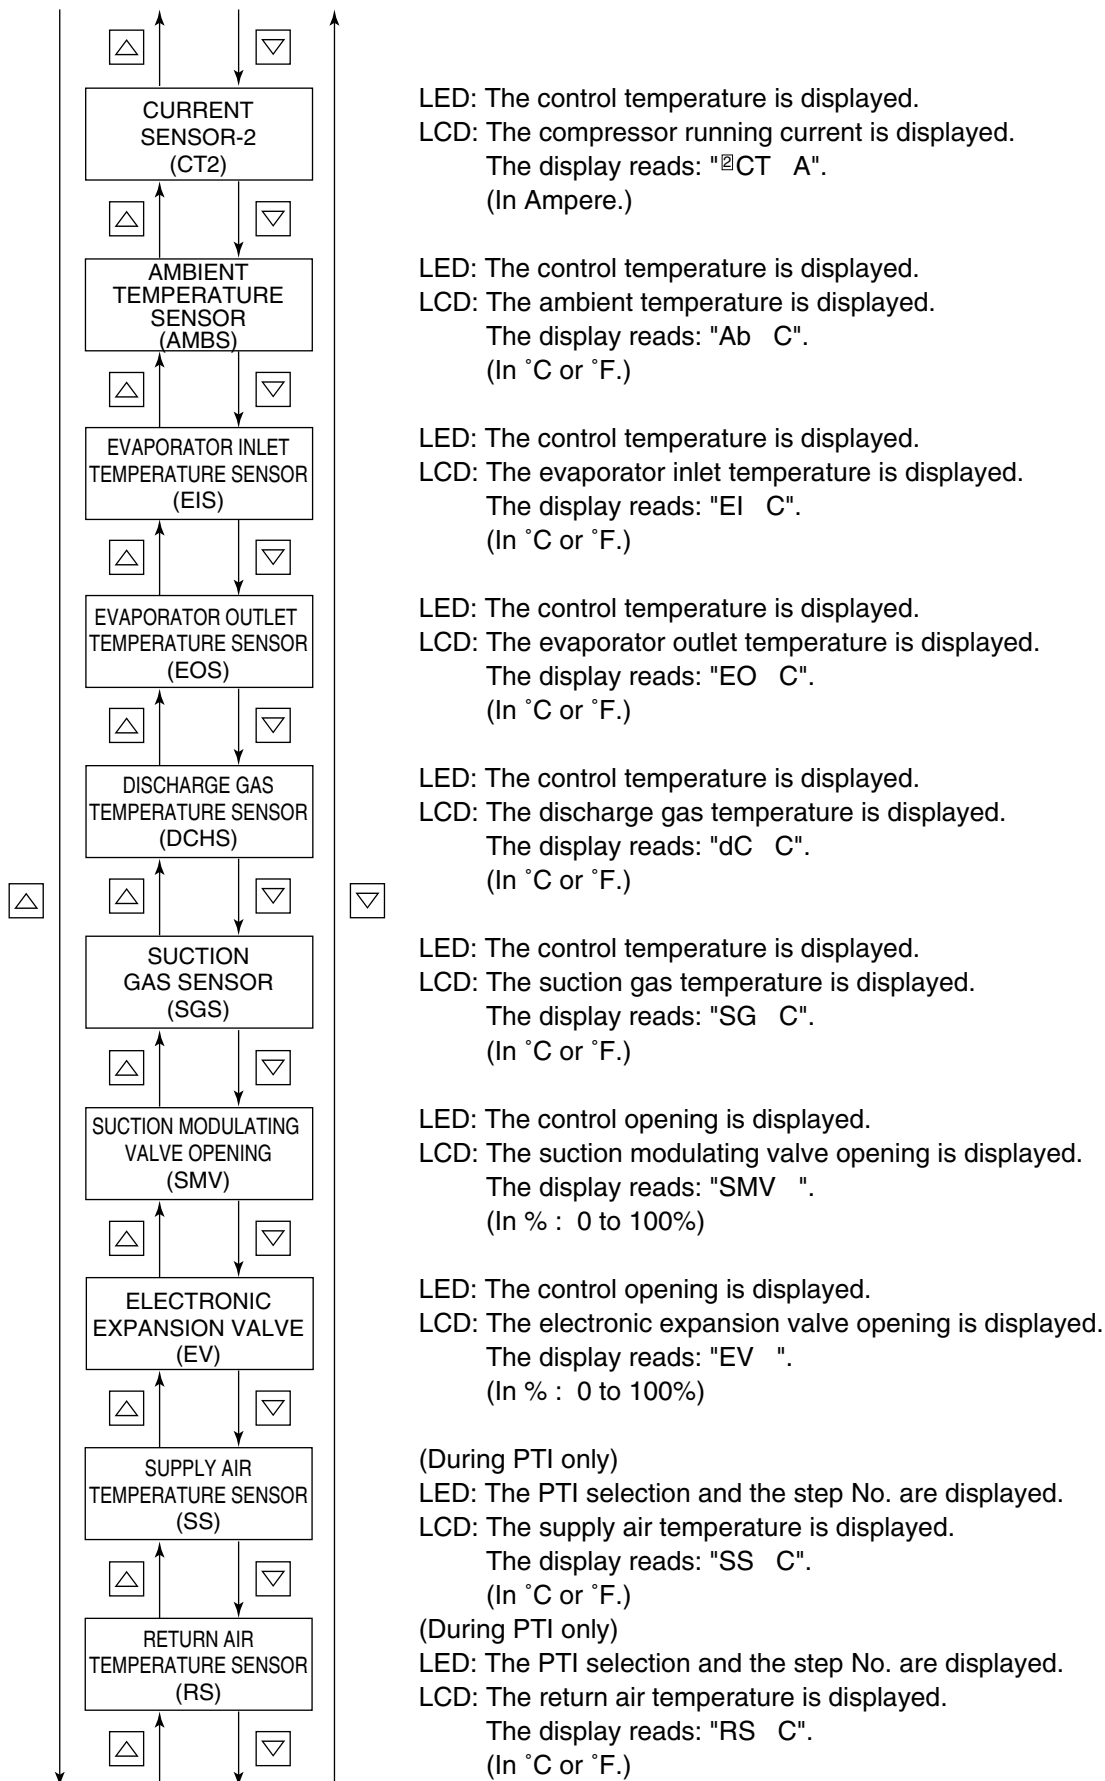 CURRENT
SENSOR-2
(CT2)
LED: The control temperature is displayed.
LCD: The compressor running current is displayed.
The display reads: "2CT   A".
(In Ampere.)
AMBIENT
TEMPERATURE
SENSOR
(AMBS)
LED: The control temperature is displayed.
LCD: The ambient temperature is displayed.
The display reads: "Ab   C".
(In ˚C or ˚F.)
EVAPORATOR INLET
TEMPERATURE SENSOR
(EIS)
LED: The control temperature is displayed.
LCD: The evaporator inlet temperature is displayed.
The display reads: "EI   C".
(In ˚C or ˚F.)
EVAPORATOR OUTLET
TEMPERATURE SENSOR
(EOS)
LED: The control temperature is displayed.
LCD: The evaporator outlet temperature is displayed.
The display reads: "EO   C".
(In ˚C or ˚F.)
DISCHARGE GAS
TEMPERATURE SENSOR
(DCHS)
LED: The control temperature is displayed.
LCD: The discharge gas temperature is displayed.
The display reads: "dC   C".
(In ˚C or ˚F.)
SUCTION
GAS SENSOR
(SGS)
LED: The control temperature is displayed.
LCD: The suction gas temperature is displayed.
The display reads: "SG   C".
(In ˚C or ˚F.)
SUCTION MODULATING
VALVE OPENING
(SMV)
LED: The control opening is displayed.
LCD: The suction modulating valve opening is displayed.
The display reads: "SMV   ".
(In % :  0 to 100%)
ELECTRONIC
EXPANSION VALVE
(EV)
LED: The control opening is displayed.
LCD: The electronic expansion valve opening is displayed.
The display reads: "EV   ".
(In % :  0 to 100%)
SUPPLY AIR
TEMPERATURE SENSOR
(SS)
(During PTI only)
LED: The PTI selection and the step No. are displayed.
LCD: The supply air temperature is displayed.
The display reads: "SS   C".
(In ˚C or ˚F.)
RETURN AIR
TEMPERATURE SENSOR
(RS)
(During PTI only)
LED: The PTI selection and the step No. are displayed.
LCD: The return air temperature is displayed.
The display reads: "RS   C".
(In ˚C or ˚F.)